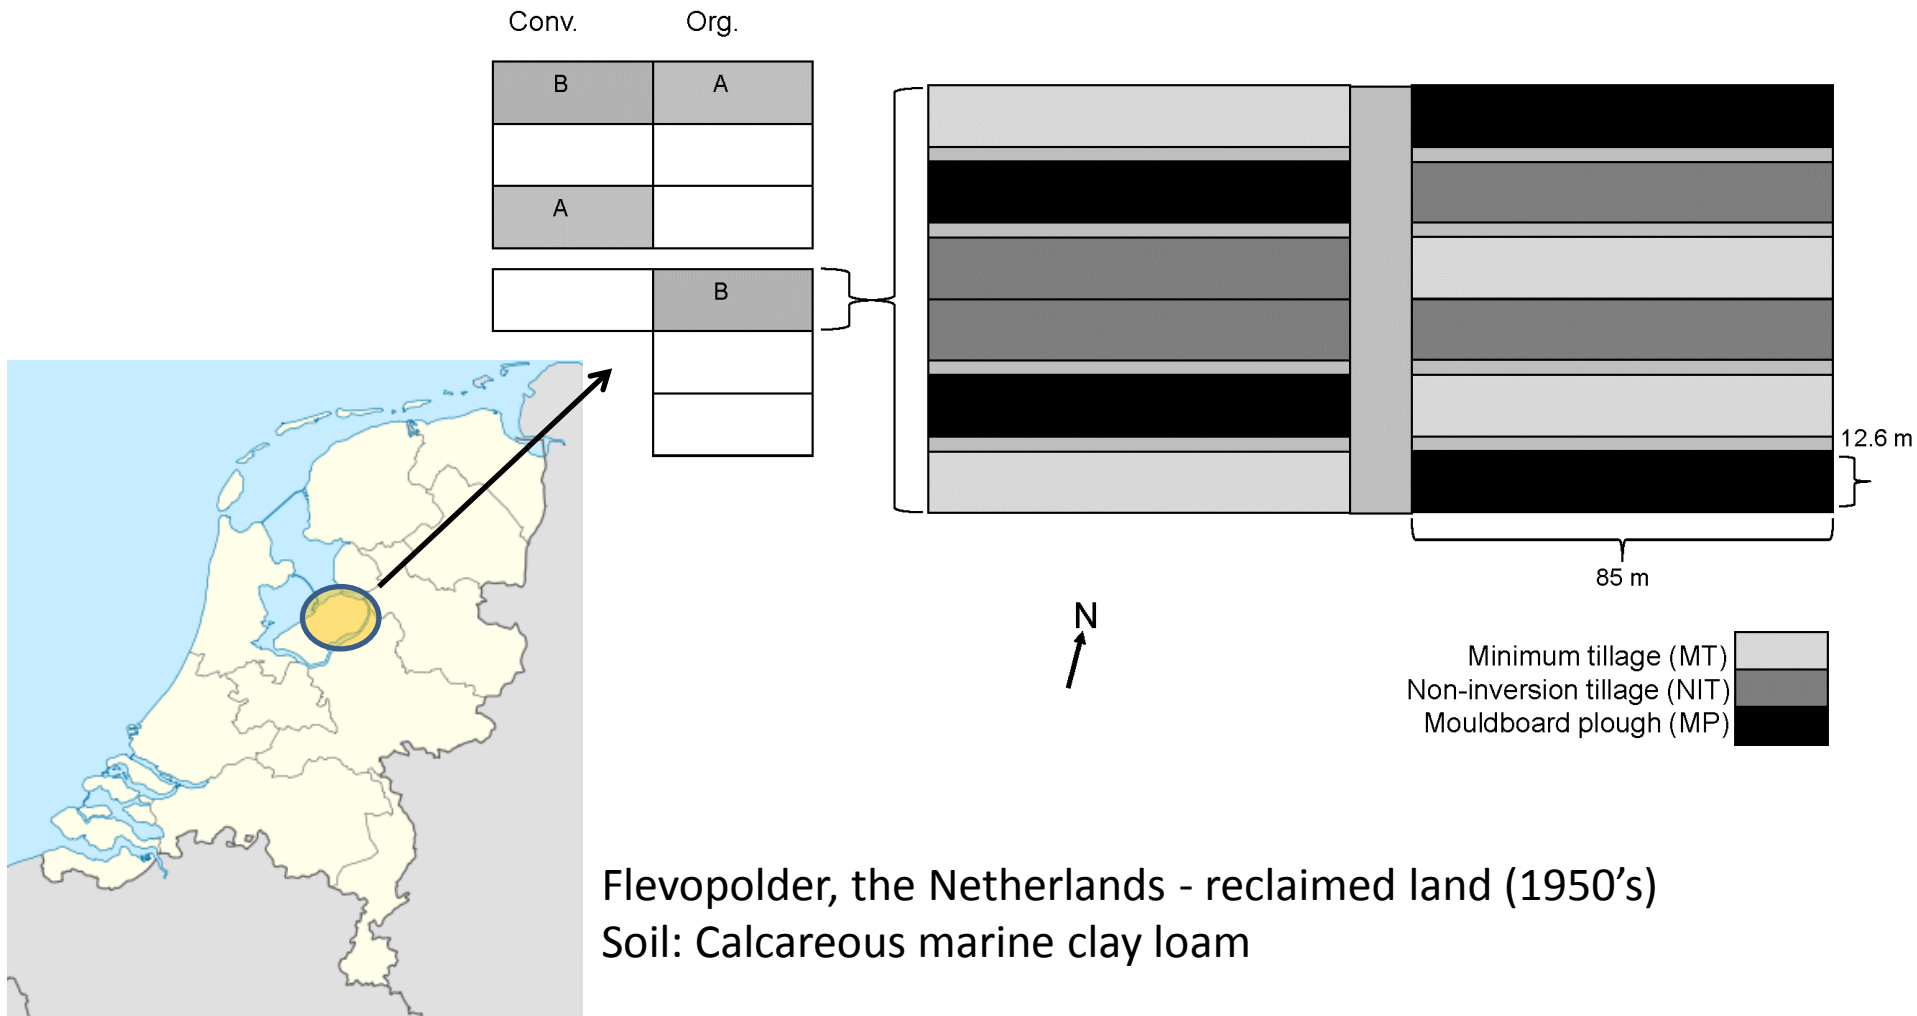 Conv. Org.
B A
A
B
12.6 m
85 m
N
Minimum tillage (MT)
Non-inversion tillage (NIT)
Mouldboard plough (MP)
Flevopolder, the Netherlands - reclaimed land (1950’s)
Soil: Calcareous marine clay loam